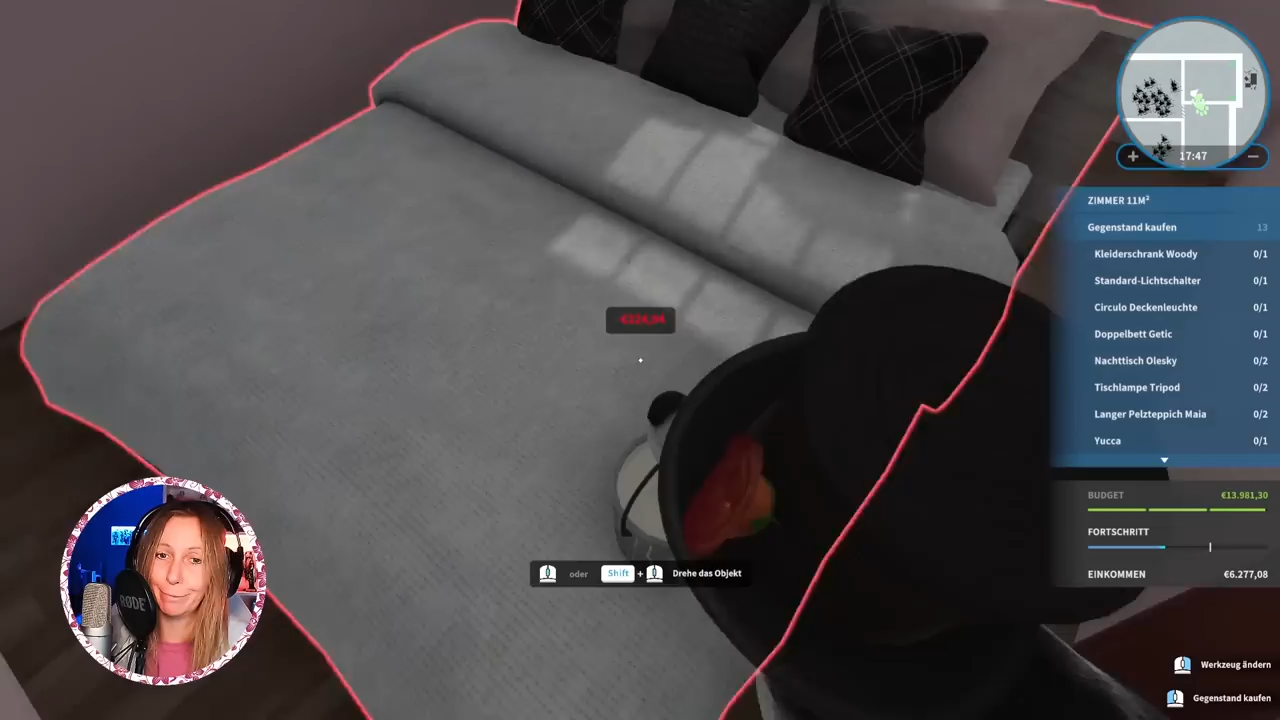 17:47
ZIMMER 11M²
Gegenstand kaufen 13
Kleiderschrank Woody 0/1
Standard-Lichtschalter 0/1
Circulo Deckenleuchte 0/1
Doppelbett Getic 0/1
Nachttisch Olesky 0/2
Tischlampe Tripod 0/2
Langer Pelzteppich Maia 0/2
Yucca 0/1
BUDGET €13.981,30
FORTSCHRITT
EINKOMMEN €6.277,08
oder Shift + Drehe das Objekt
RØDE
Werkzeug ändern
Gegenstand kaufen